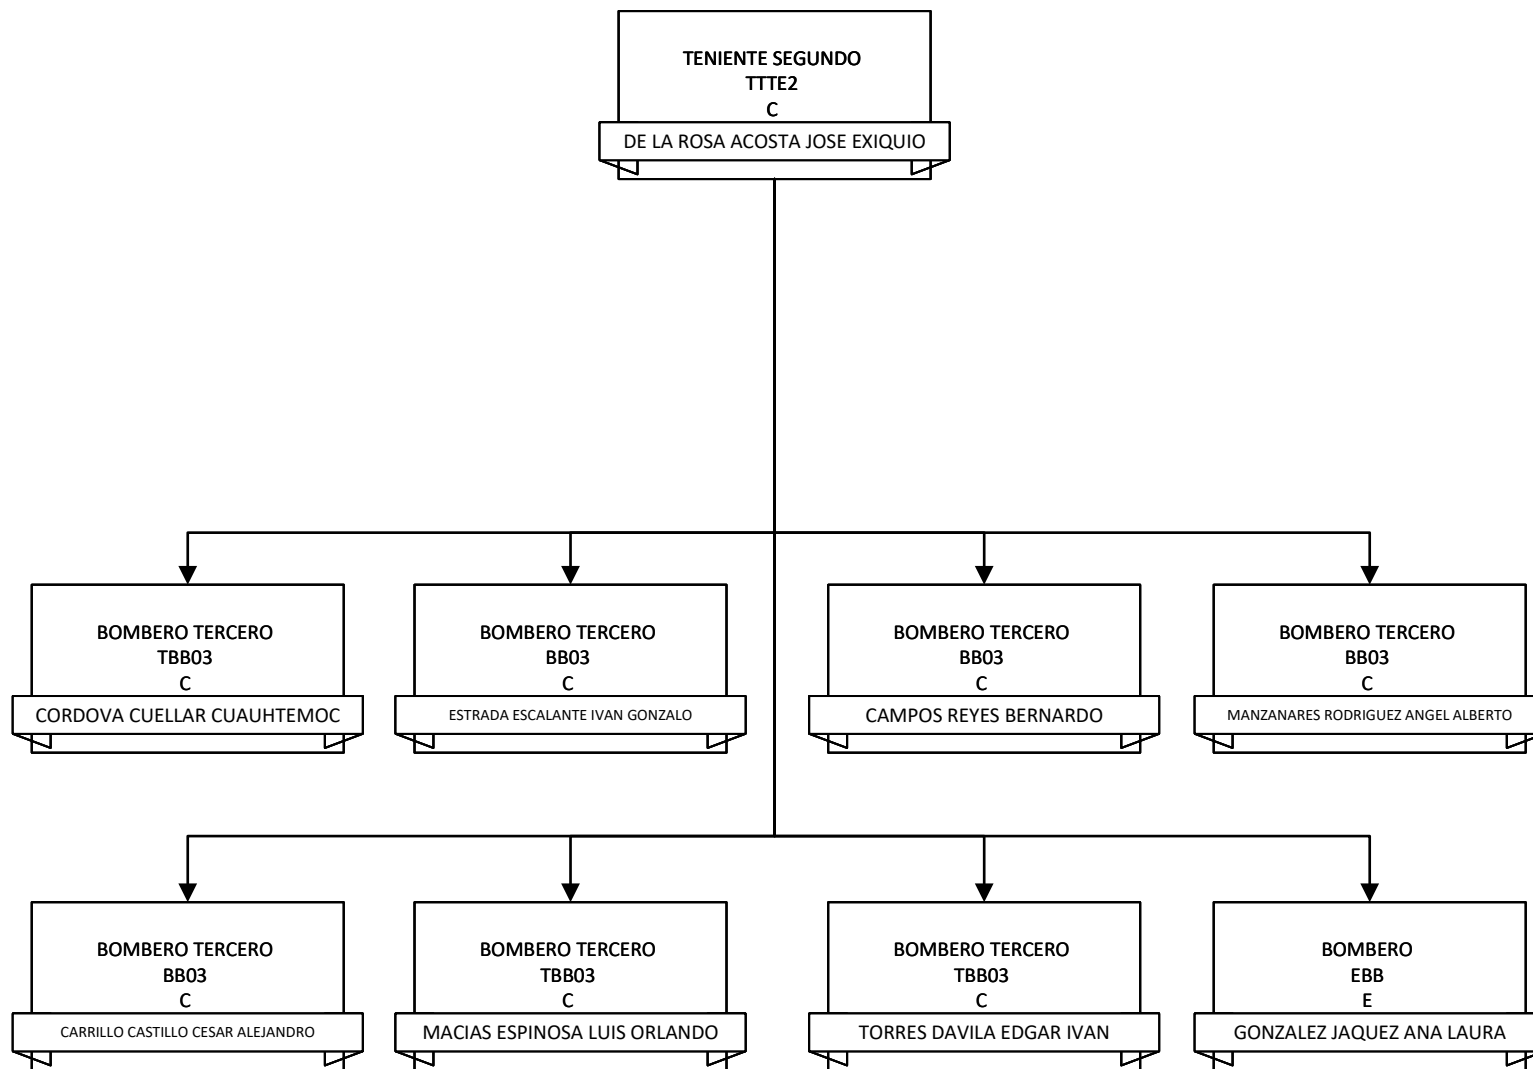 TENIENTE SEGUNDO
TTTE2
C
DE LA ROSA ACOSTA JOSE EXIQUIO
BOMBERO TERCERO
TBB03
C
CORDOVA CUELLAR CUAUHTEMOC
BOMBERO TERCERO
BB03
C
ESTRADA ESCALANTE IVAN GONZALO
BOMBERO TERCERO
BB03
C
CAMPOS REYES BERNARDO
BOMBERO TERCERO
BB03
C
MANZANARES RODRIGUEZ ANGEL ALBERTO
BOMBERO TERCERO
BB03
C
CARRILLO CASTILLO CESAR ALEJANDRO
BOMBERO TERCERO
TBB03
C
MACIAS ESPINOSA LUIS ORLANDO
BOMBERO TERCERO
TBB03
C
TORRES DAVILA EDGAR IVAN
BOMBERO
EBB
E
GONZALEZ JAQUEZ ANA LAURA